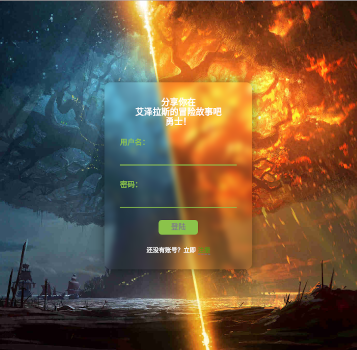 分享你在
艾泽拉斯的冒险故事吧
勇士！
用户名：
密码：
登陆
还没有账号？立即